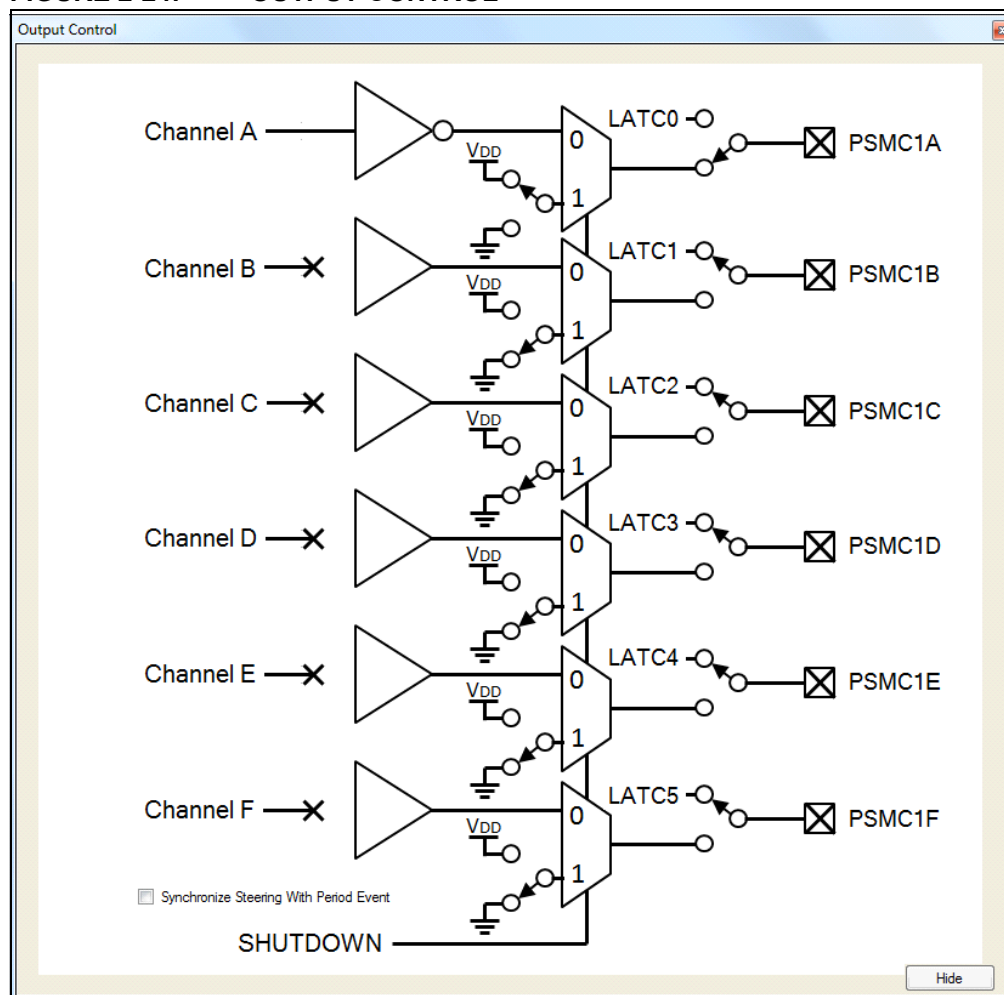 Output Control
Channel A
VDD
0
1
LATC0
PSMC1A
Channel B
VDD
0
1
LATC1
PSMC1B
Channel C
VDD
0
1
LATC2
PSMC1C
Channel D
VDD
0
1
LATC3
PSMC1D
Channel E
VDD
0
1
LATC4
PSMC1E
Channel F
VDD
0
1
LATC5
PSMC1F
Synchronize Steering With Period Event
SHUTDOWN
Hide